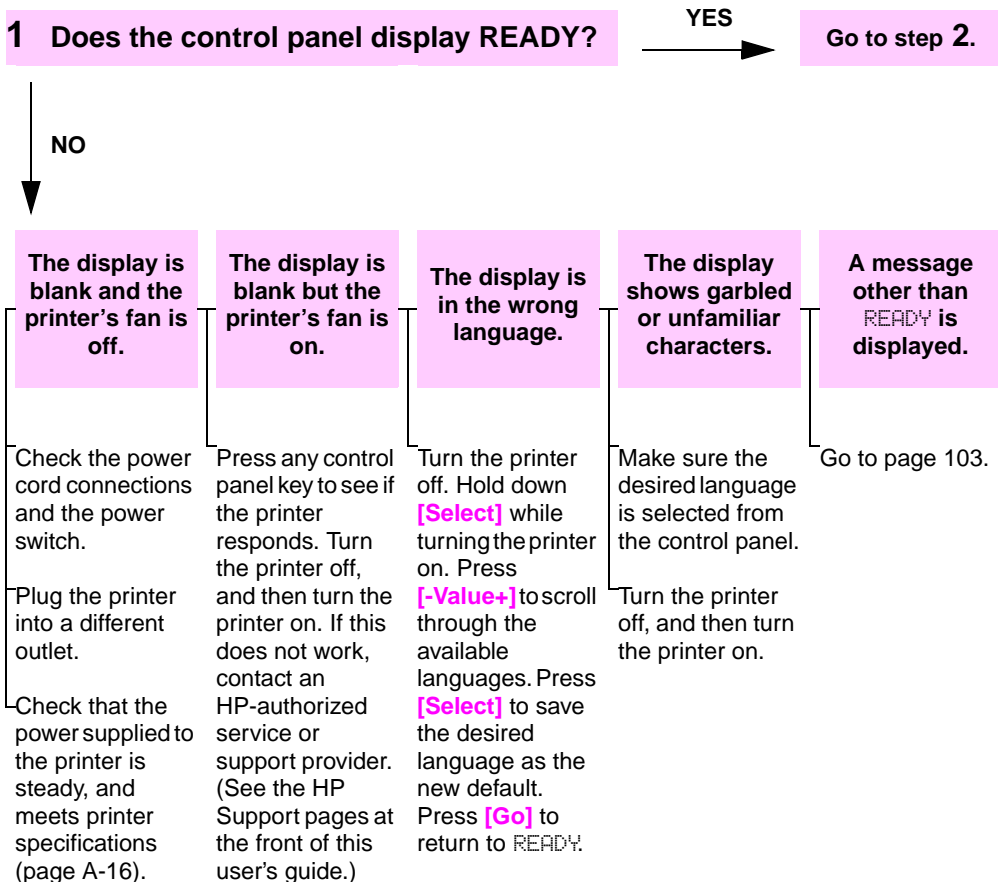 1 Does the control panel display READY?
YES
Go to step 2.
NO
The display is
blank and the
printer's fan is
off.
The display is
blank but the
printer's fan is
on.
The display is
in the wrong
language.
The display
shows garbled
or unfamiliar
characters.
A message
other than
READY is
displayed.
Check the power
cord connections
and the power
switch.
Plug the printer
into a different
outlet.
Check that the
power supplied to
the printer is
steady, and
meets printer
specifications
(page A-16).
Press any control
panel key to see if
the printer
responds. Turn
the printer off,
and then turn the
printer on. If this
does not work,
contact an
HP-authorized
service or
support provider.
(See the HP
Support pages at
the front of this
user's guide.)
Turn the printer
off. Hold down
[Select] while
turning the printer
on. Press
[-Value+] to scroll
through the
available
languages. Press
[Select] to save
the desired
language as the
new default.
Press [Go] to
return to READY.
Make sure the
desired language
is selected from
the control panel.
Turn the printer
off, and then turn
the printer on.
Go to page 103.